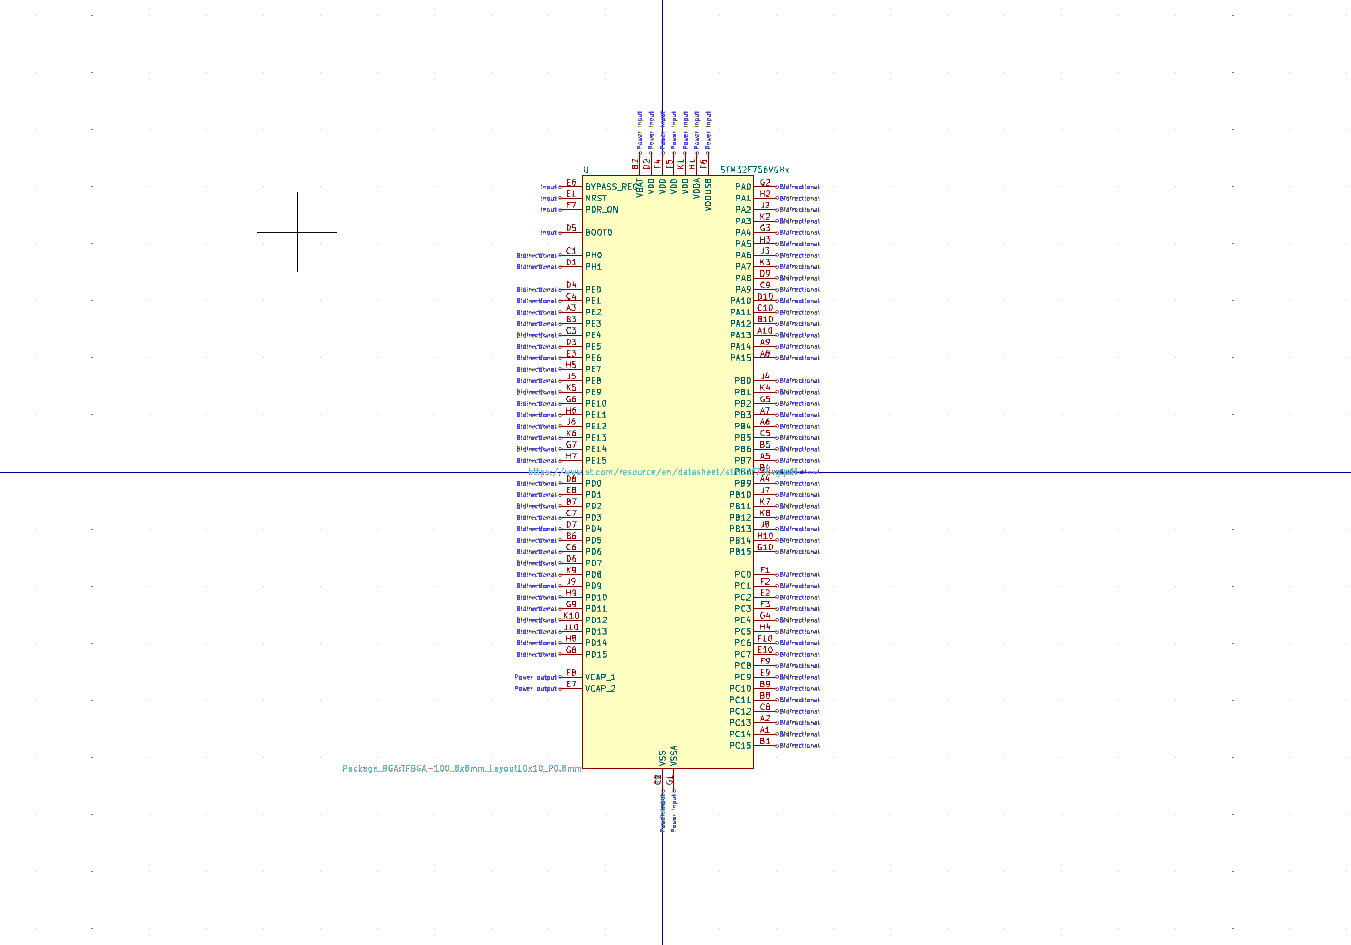 Power input Power input Power input Power input Power input Power input Power input
B2 D2 E4 E5 K1 H1 F6
U STM32F756VGHx
VBAT VDD VDD VDD VDD VDDA VDDUSB
Input E6 BYPASS_REG PA0 G2 Bidirectional
Input E1 NRST PA1 H2 Bidirectional
Input F7 PDR_ON PA2 J2 Bidirectional
PA3 K2 Bidirectional
Input D5 BOOT0 PA4 G3 Bidirectional
PA5 H3 Bidirectional
Bidirectional C1 PH0 PA6 J3 Bidirectional
Bidirectional D1 PH1 PA7 K3 Bidirectional
PA8 D9 Bidirectional
Bidirectional D4 PE0 PA9 C9 Bidirectional
Bidirectional C4 PE1 PA10 D10 Bidirectional
Bidirectional A3 PE2 PA11 C10 Bidirectional
Bidirectional B3 PE3 PA12 B10 Bidirectional
Bidirectional C3 PE4 PA13 A10 Bidirectional
Bidirectional D3 PE5 PA14 A9 Bidirectional
Bidirectional E3 PE6 PA15 A8 Bidirectional
Bidirectional H5 PE7
Bidirectional J5 PE8 PB0 J4 Bidirectional
Bidirectional K5 PE9 PB1 K4 Bidirectional
Bidirectional G6 PE10 PB2 G5 Bidirectional
Bidirectional H6 PE11 PB3 A7 Bidirectional
Bidirectional J6 PE12 PB4 A6 Bidirectional
Bidirectional K6 PE13 PB5 C5 Bidirectional
Bidirectional G7 PE14 PB6 B5 Bidirectional
Bidirectional H7 PE15 PB7 A5 Bidirectional
https://www.st.com/resource/en/datasheet/ B4 Bidirectional
Bidirectional D8 PD0 PB9 A4 Bidirectional
Bidirectional E8 PD1 PB10 J7 Bidirectional
Bidirectional B7 PD2 PB11 K7 Bidirectional
Bidirectional C7 PD3 PB12 K8 Bidirectional
Bidirectional D7 PD4 PB13 J8 Bidirectional
Bidirectional B6 PD5 PB14 H10 Bidirectional
Bidirectional C6 PD6 PB15 G10 Bidirectional
Bidirectional D6 PD7
Bidirectional K9 PD8 PC0 F1 Bidirectional
Bidirectional J9 PD9 PC1 F2 Bidirectional
Bidirectional H9 PD10 PC2 E2 Bidirectional
Bidirectional G9 PD11 PC3 F3 Bidirectional
Bidirectional K10 PD12 PC4 G4 Bidirectional
Bidirectional J10 PD13 PC5 H4 Bidirectional
Bidirectional H8 PD14 PC6 F10 Bidirectional
Bidirectional G8 PD15 PC7 E10 Bidirectional
PC8 F9 Bidirectional
Power output F8 VCAP_1 PC9 E9 Bidirectional
Power output E7 VCAP_2 PC10 B9 Bidirectional
PC11 B8 Bidirectional
PC12 C8 Bidirectional
PC13 A2 Bidirectional
PC14 A1 Bidirectional
PC15 B1 Bidirectional
VSS VSSA
Package_BGA:TFBGA-100_8x8mm_Layout10x10_P0.8mm
G1
Power input